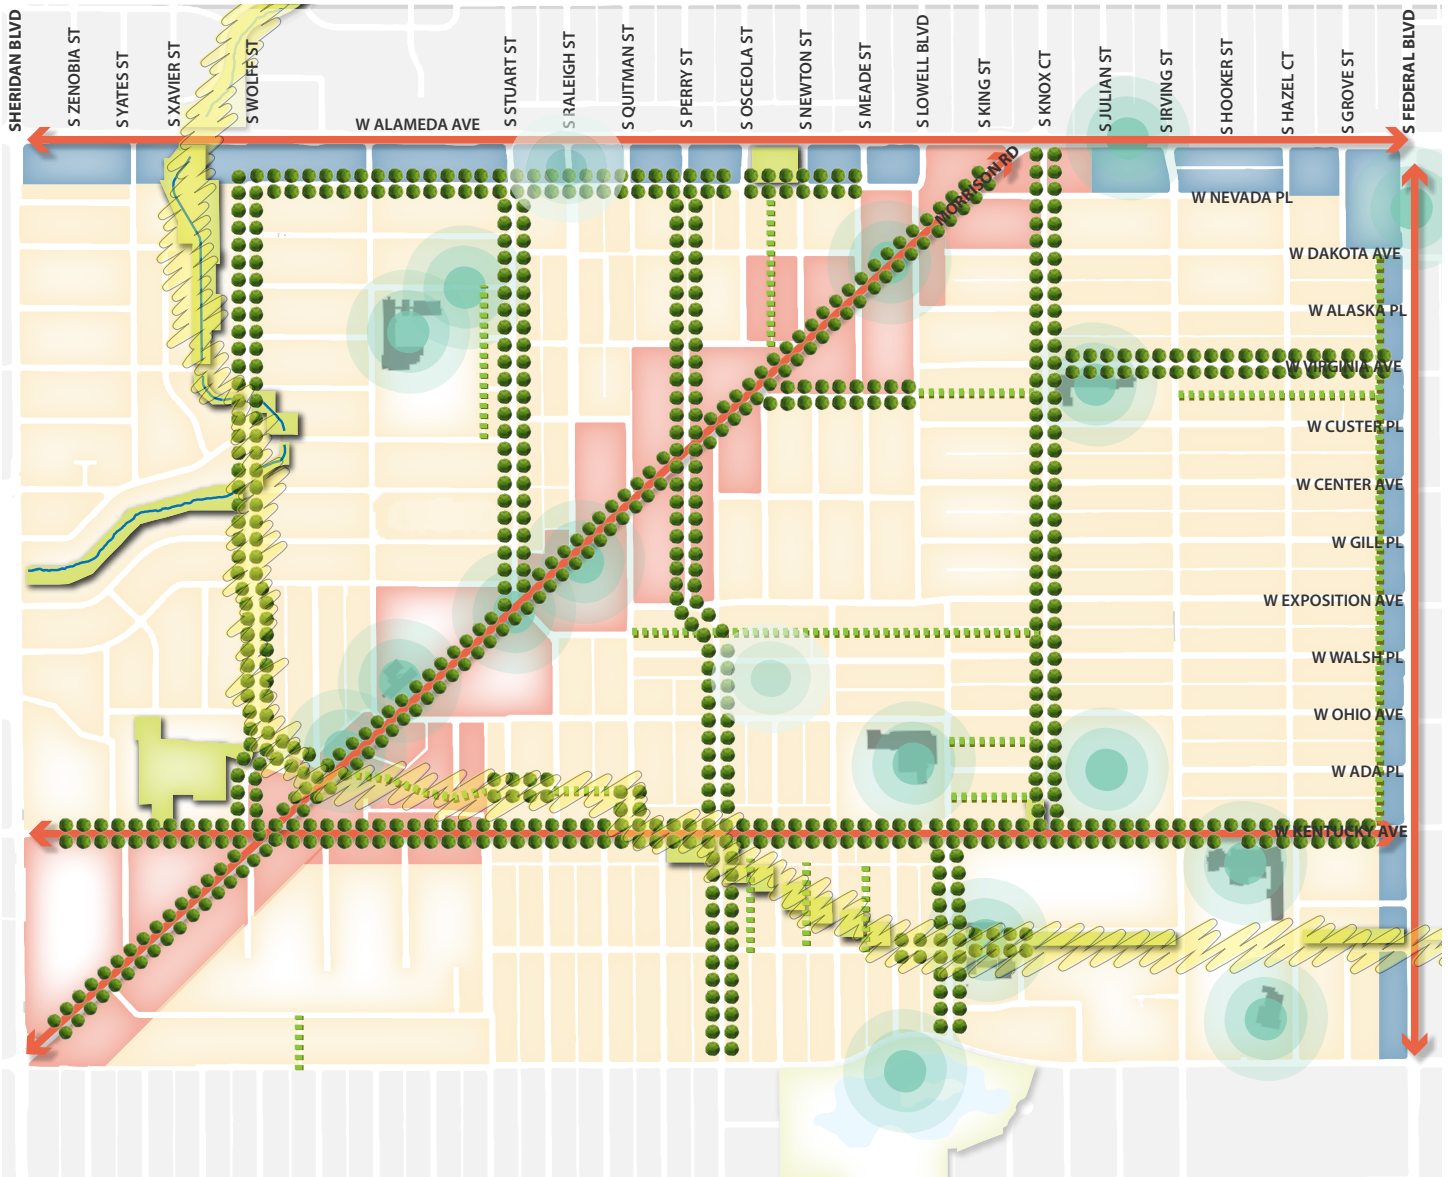 SHERIDAN BLVD
S ZENOBIA ST
S YATES ST
S XAVIER ST
S WOLFF ST
S STUART ST
S RALEIGH ST
S QUITMAN ST
S PERRY ST
S OSCEOLA ST
S NEWTON ST
S MEADE ST
S LOWELL BLVD
S KING ST
S KNOX CT
S JULIAN ST
S IRVING ST
S HOOKER ST
S HAZEL CT
S GROVE ST
S FEDERAL BLVD
W ALAMEDA AVE
MORRISON RD
W NEVADA PL
W DAKOTA AVE
W ALASKA PL
W VIRGINIA AVE
W CUSTER PL
W CENTER AVE
W GILL PL
W EXPOSITION AVE
W WALSH PL
W OHIO AVE
W ADA PL
W KENTUCKY AVE